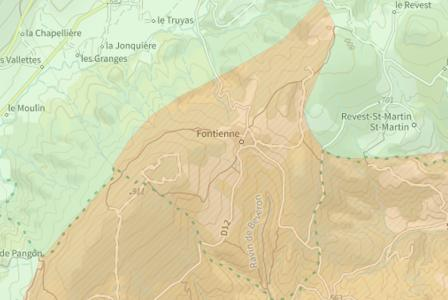 le Revest
le Truyas
la Chapellière
la Jonquière
s Vallettes
les Granges
le Moulin
Revest-St-Martin
St-Martin
Fontienne
D12
Ravin de Beveron
de Pangon